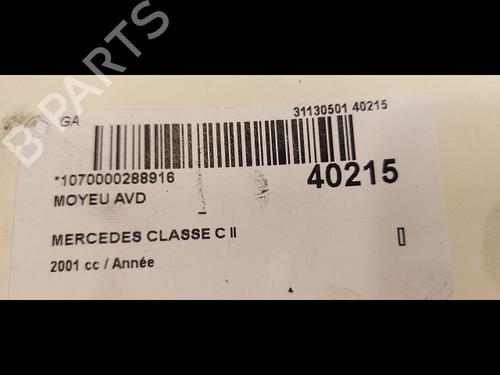 B-PARTS
GA
31130501 40215
*1070000288916
40215
MOYEU AVD
MERCEDES CLASSE C II
2001 cc / Année